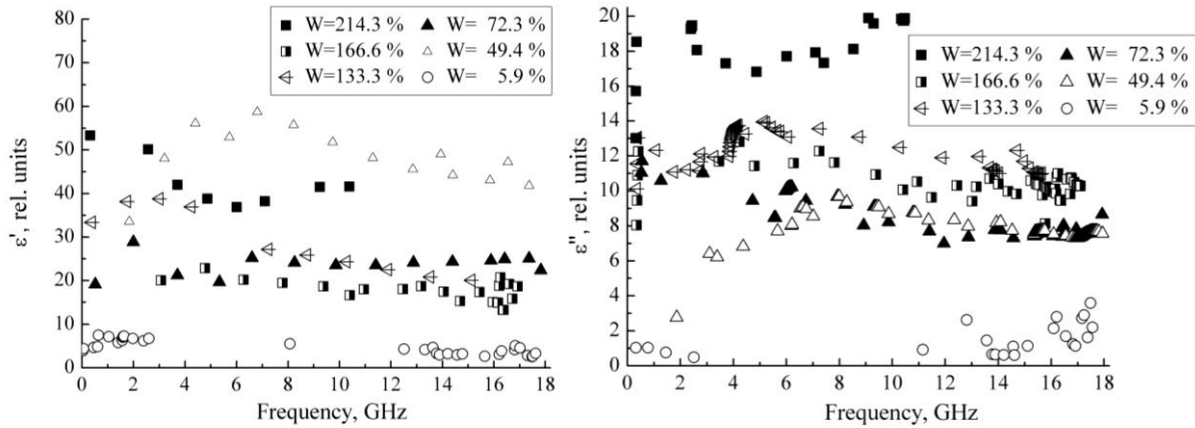 80
70
60
50
40
30
20
10
0
ε', rel. units
W=214.3 %
W=166.6 %
W=133.3 %
W= 72.3 %
W= 49.4 %
W= 5.9 %
0 2 4 6 8 10 12 14 16 18
Frequency, GHz
20
18
16
14
12
10
8
6
4
2
0
ε", rel. units
W=214.3 %
W=166.6 %
W=133.3 %
W= 72.3 %
W= 49.4 %
W= 5.9 %
0 2 4 6 8 10 12 14 16 18
Frequency, GHz